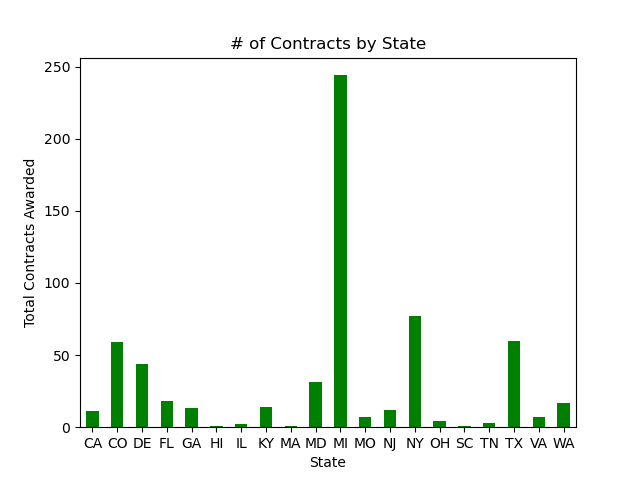 # of Contracts by State
Total Contracts Awarded
250
200
150
100
50
0
CA CO DE FL GA HI IL KY MA MD MI MO NJ NY OH SC TN TX VA WA
State